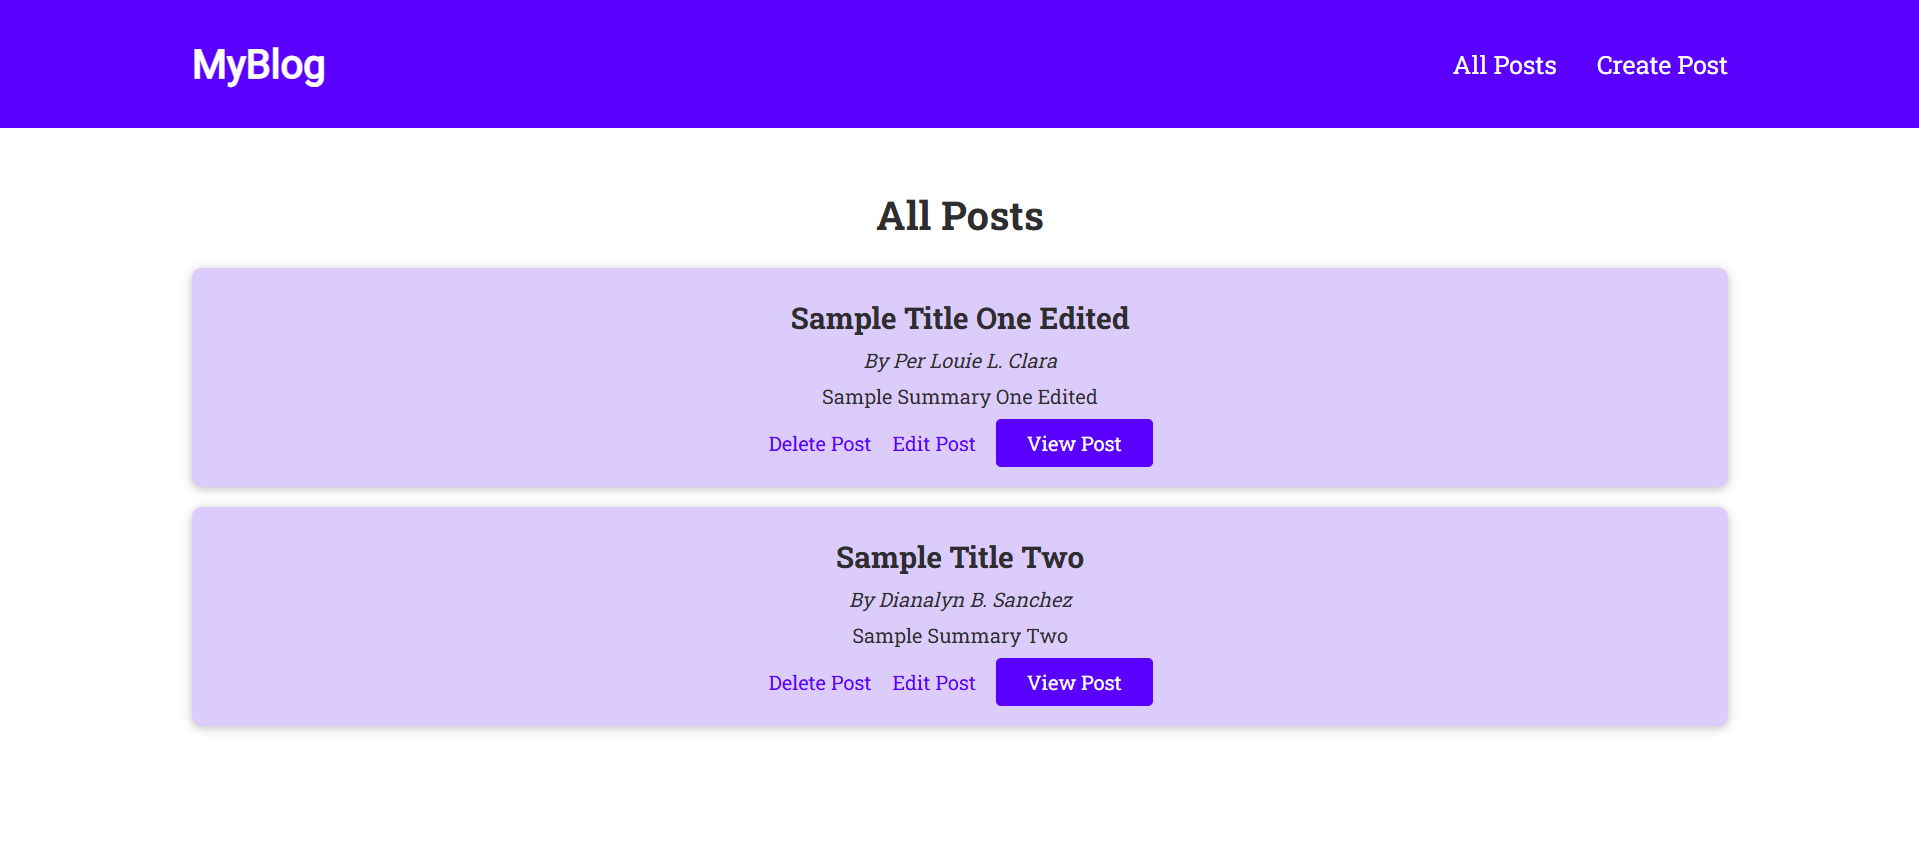 MyBlog
All Posts Create Post
All Posts
Sample Title One Edited
By Per Louie L. Clara
Sample Summary One Edited
Delete Post Edit Post View Post
Sample Title Two
By Dianalyn B. Sanchez
Sample Summary Two
Delete Post Edit Post View Post